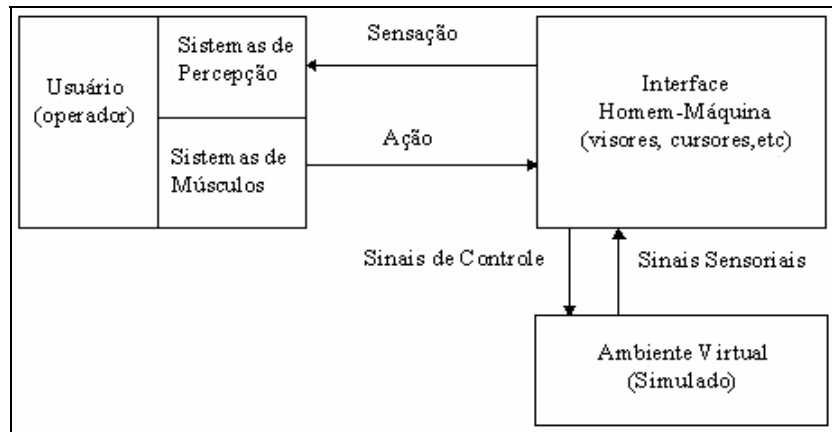 Usuário
(operador)
Sistemas de
Percepção
Sistemas de
Músculos
Sensação
Ação
Interface
Homem-Máquina
(visores, cursores,etc)
Sinais de Controle
Sinais Sensoriais
Ambiente Virtual
(Simulado)